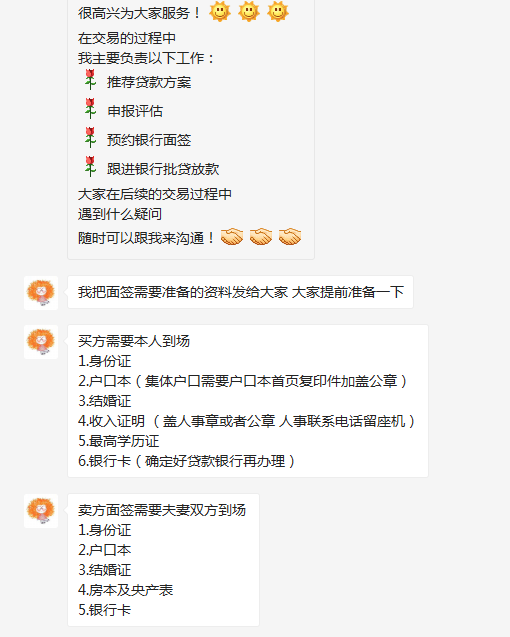 很高兴为大家服务！
在交易的过程中
我主要负责以下工作：
推荐贷款方案
申报评估
预约银行面签
跟进银行批贷放款
大家在后续的交易过程中
遇到什么疑问
随时可以跟我来沟通！
我把面签需要准备的资料发给大家 大家提前准备一下
买方需要本人到场
1.身份证
2.户口本（集体户口需要户口本首页复印件加盖公章）
3.结婚证
4.收入证明 （盖人事章或者公章 人事联系电话留座机）
5.最高学历证
6.银行卡（确定好贷款银行再办理）
卖方面签需要夫妻双方到场
1.身份证
2.户口本
3.结婚证
4.房本及央产表
5.银行卡